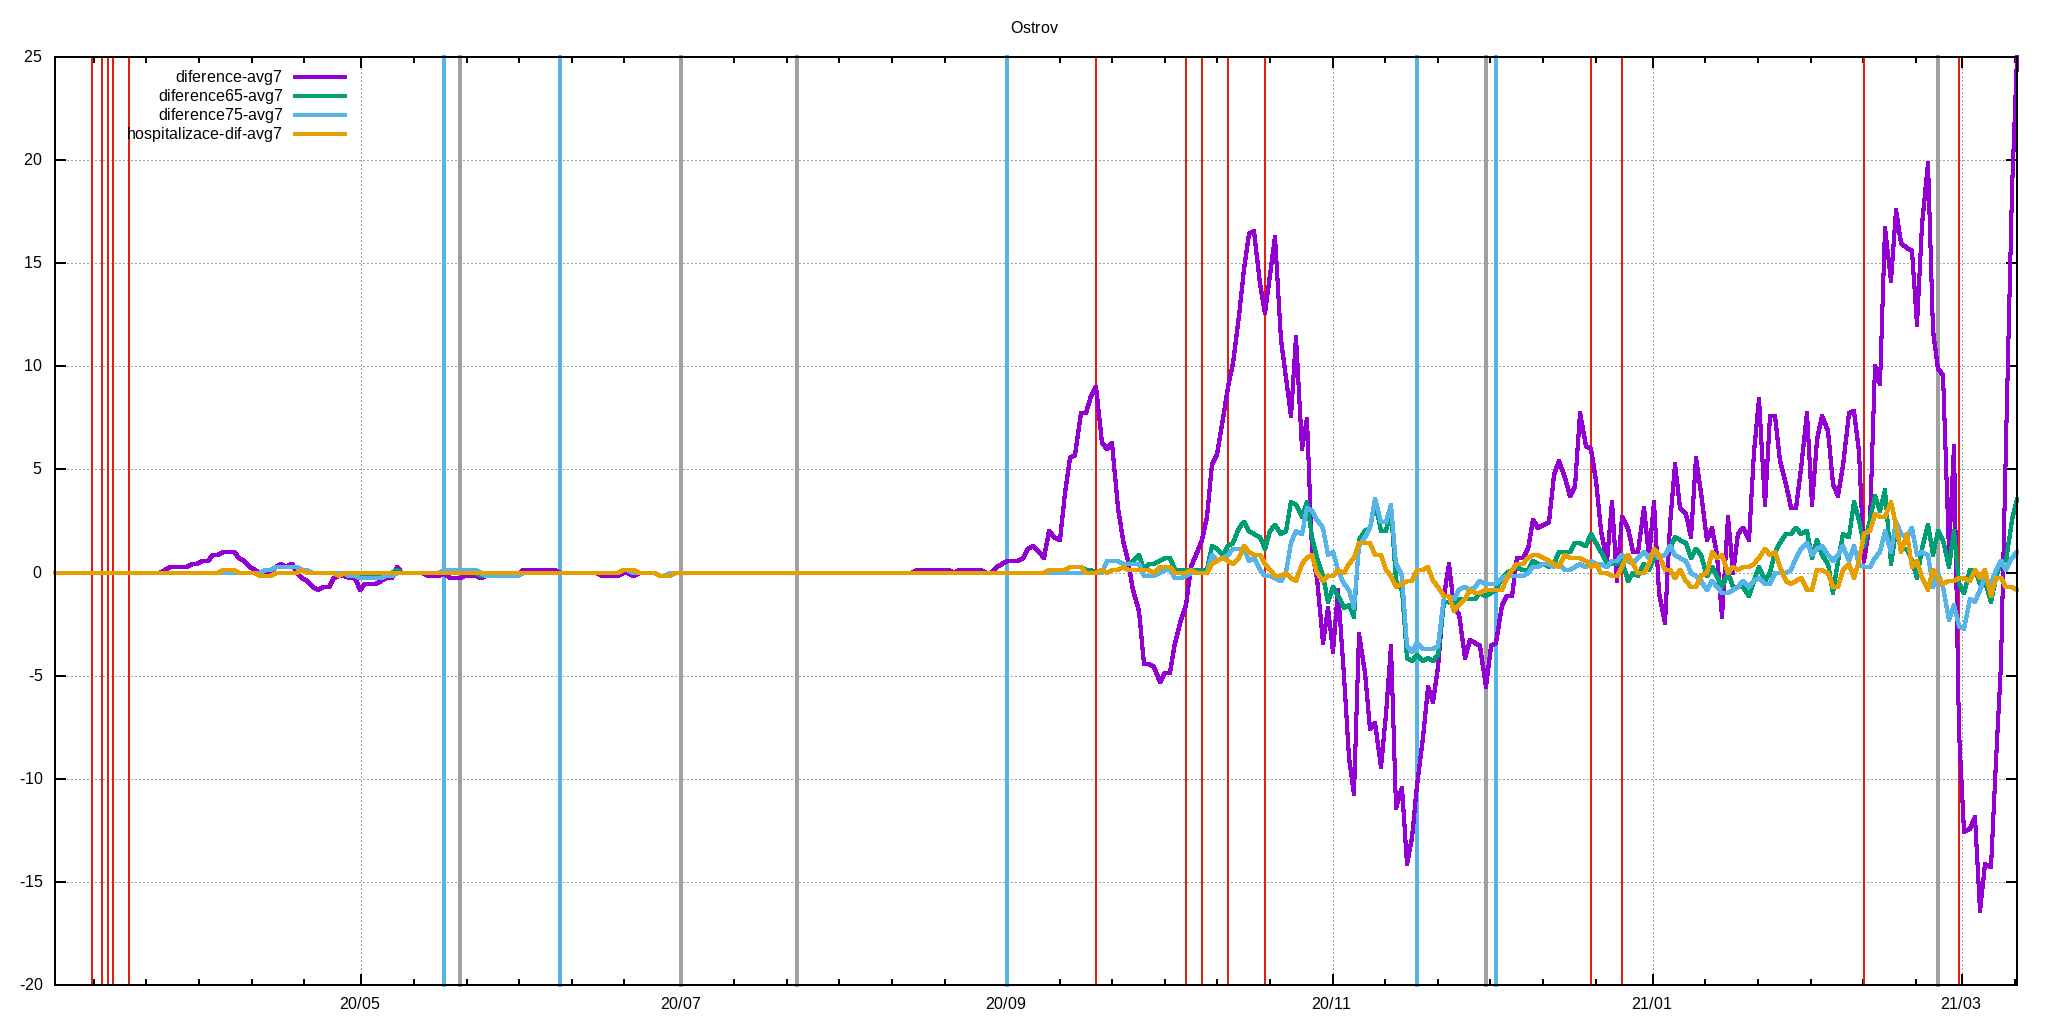 Ostrov
25
diference-avg7
diference65-avg7
diference75-avg7
hospitalizace-dif-avg7
20
15
10
5
0
-5
-10
-15
-20
20/05 20/07 20/09 20/11 21/01 21/03